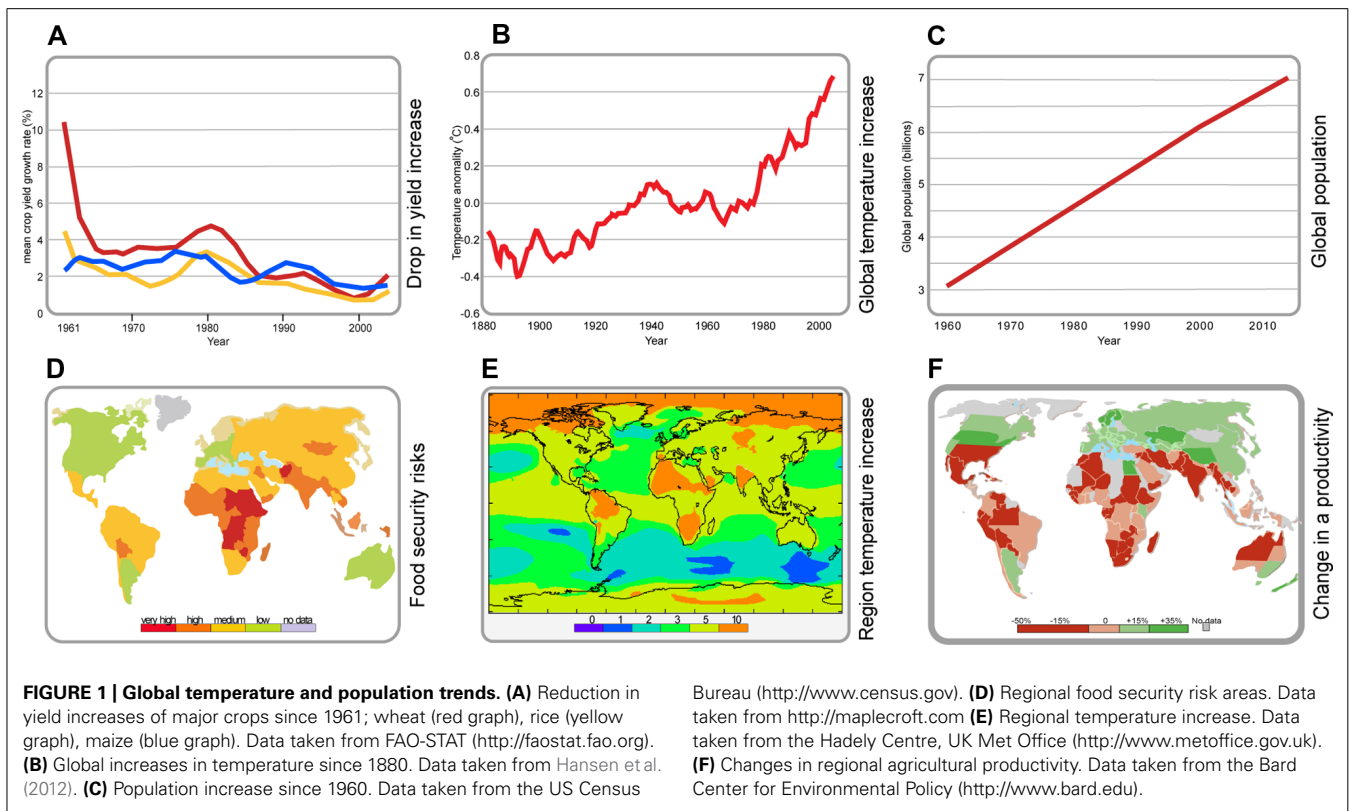 A
12
10
8
6
4
2
0
mean crop yield growth rate (%)
1961
1970
1980
1990
2000
Year
Drop in yield increase
B
0.8
0.6
0.4
0.2
0.0
-0.2
-0.4
-0.6
Temperature anomality (°C)
1880
1900
1920
1940
1960
1980
2000
Year
Global temperature increase
C
7
6
5
4
3
Global populaiton (billions)
1960
1970
1980
1990
2000
2010
Year
Global population
D
very high
high
medium
low
no data
Food security risks
E
0
1
2
3
5
10
Region temperature increase
F
-50%
-15%
0
+15%
+35%
No data
Change in a productivity
FIGURE 1 | Global temperature and population trends. (A) Reduction in
yield increases of major crops since 1961; wheat (red graph), rice (yellow
graph), maize (blue graph). Data taken from FAO-STAT (http://faostat.fao.org).
(B) Global increases in temperature since 1880. Data taken from Hansen et al.
(2012). (C) Population increase since 1960. Data taken from the US Census
Bureau (http://www.census.gov). (D) Regional food security risk areas. Data
taken from http://maplecroft.com (E) Regional temperature increase. Data
taken from the Hadely Centre, UK Met Office (http://www.metoffice.gov.uk).
(F) Changes in regional agricultural productivity. Data taken from the Bard
Center for Environmental Policy (http://www.bard.edu).